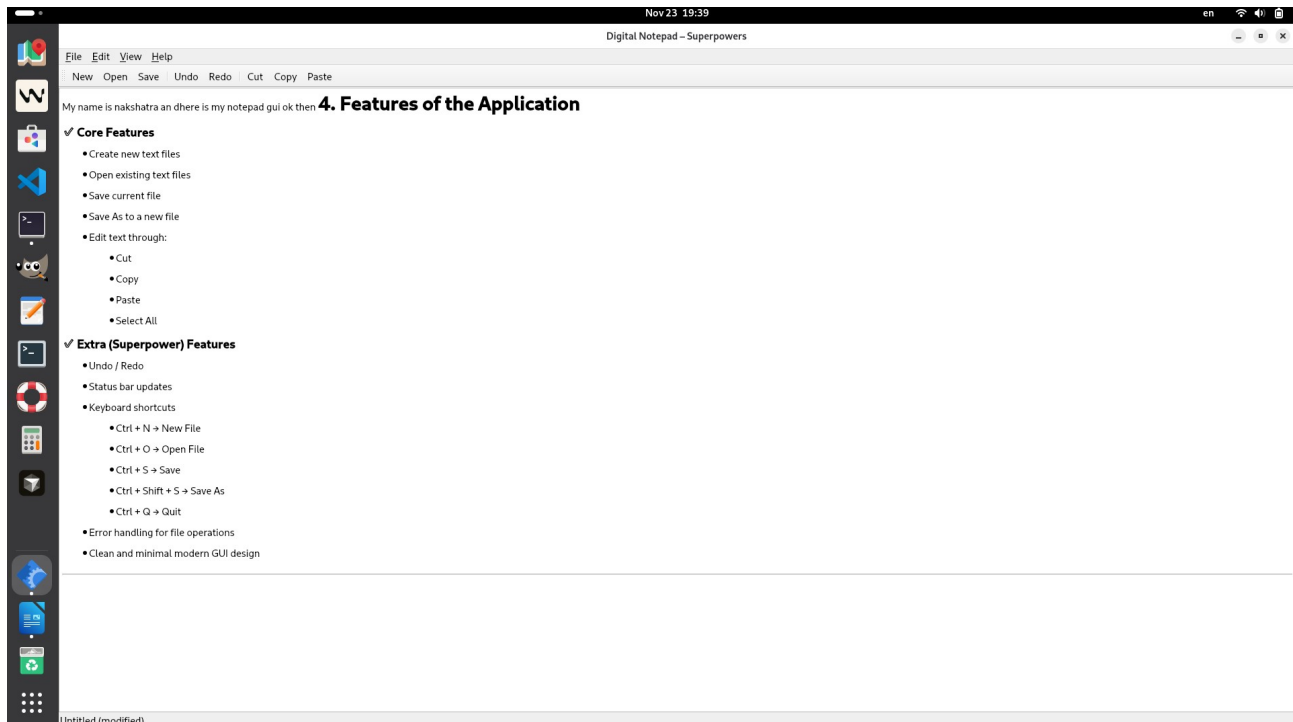 Nov 23 19:39
en
Digital Notepad – Superpowers
File Edit View Help
New Open Save Undo Redo Cut Copy Paste
My name is nakshatra an dhere is my notepad gui ok then 4. Features of the Application
✅ Core Features
• Create new text files
• Open existing text files
• Save current file
• Save As to a new file
• Edit text through:
• Cut
• Copy
• Paste
• Select All
✅ Extra (Superpower) Features
• Undo / Redo
• Status bar updates
• Keyboard shortcuts
• Ctrl + N → New File
• Ctrl + O → Open File
• Ctrl + S → Save
• Ctrl + Shift + S → Save As
• Ctrl + Q → Quit
• Error handling for file operations
• Clean and minimal modern GUI design
Untitled (modified)